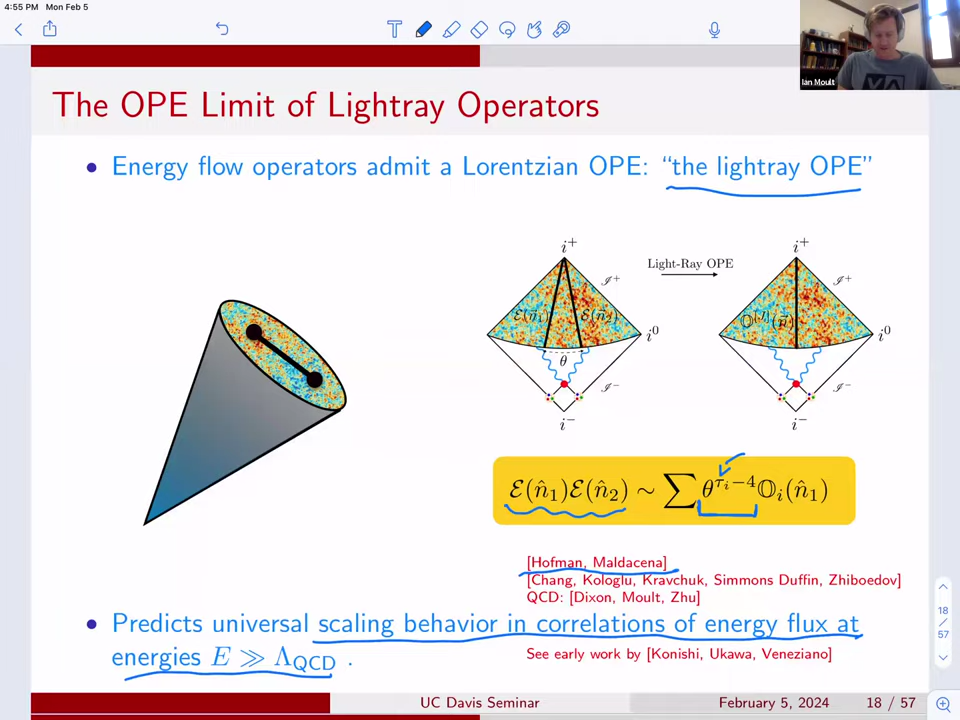 4:55 PM Mon Feb 5
Ian Moult
The OPE Limit of Lightray Operators
• Energy flow operators admit a Lorentzian OPE: “the lightray OPE”
i⁺
𝓘⁺
ℰ(n̂₁)
ℰ(n̂₂)
i⁰
θ
𝓘⁻
i⁻
Light-Ray OPE
i⁺
𝓘⁺
𝕆^[J](n̂)
i⁰
𝓘⁻
i⁻
ℰ(n̂₁)ℰ(n̂₂) ∼ ∑ θ^{τᵢ−4} 𝕆ᵢ(n̂₁)
[Hofman, Maldacena]
[Chang, Kologlu, Kravchuk, Simmons Duffin, Zhiboedov]
QCD: [Dixon, Moult, Zhu]
• Predicts universal scaling behavior in correlations of energy flux at
energies E ≫ Λ_QCD .
See early work by [Konishi, Ukawa, Veneziano]
18
/
57
UC Davis Seminar
February 5, 2024
18 / 57